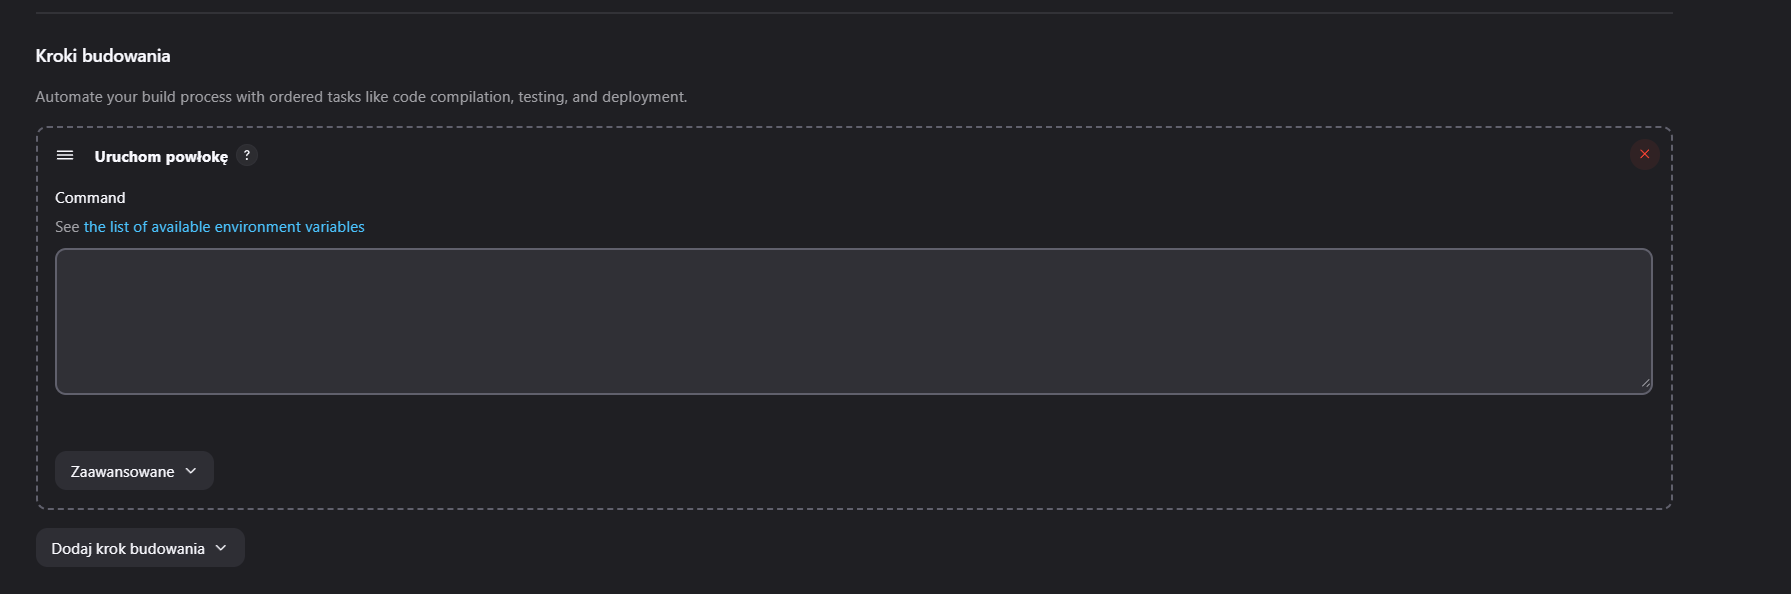 Kroki budowania
Automate your build process with ordered tasks like code compilation, testing, and deployment.
Uruchom powłokę ?
Command
See the list of available environment variables
Zaawansowane
Dodaj krok budowania